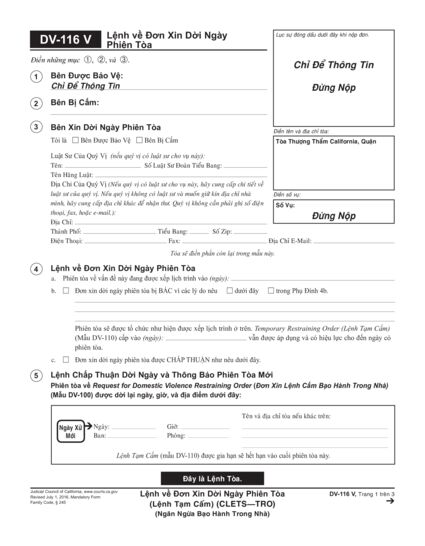 DV-116 V
Lệnh về Đơn Xin Dời Ngày
Phiên Tòa
Lục sự đóng dấu dưới đây khi nộp đơn.
Điền những mục ①, ②, và ③.
Chỉ Để Thông Tin
Đừng Nộp
1 Bên Được Bảo Vệ:
Chỉ Để Thông Tin
2 Bên Bị Cấm:
3 Bên Xin Dời Ngày Phiên Tòa
Tôi là ☐ Bên Được Bảo Vệ ☐ Bên Bị Cấm
Luật Sư Của Quý Vị (nếu quý vị có luật sư cho vụ này):
Tên: Số Luật Sư Đoàn Tiểu Bang:
Tên Hãng Luật:
Địa Chỉ Của Quý Vị (Nếu quý vị có luật sư cho vụ này, hãy cung cấp chi tiết về
luật sư của quý vị. Nếu quý vị không có luật sư và muốn giữ kín địa chỉ nhà
mình, hãy cung cấp địa chỉ khác để nhận thư. Quý vị không cần phải ghi số điện
thoại, fax, hoặc e-mail.):
Địa Chỉ:
Thành Phố: Tiểu Bang: Số Zip:
Điện Thoại: Fax: Địa Chỉ E-Mail:
Điền tên và địa chỉ tòa:
Tòa Thượng Thẩm California, Quận
Điền số vụ:
Số Vụ:
Đừng Nộp
Tòa sẽ điền phần còn lại trong mẫu này.
4 Lệnh về Đơn Xin Dời Ngày Phiên Tòa
a. Phiên tòa về vấn đề này đang được xếp lịch trình vào (ngày):
b. ☐ Đơn xin dời ngày phiên tòa bị BÁC vì các lý do nêu ☐ dưới đây ☐ trong Phụ Đính 4b.
Phiên tòa sẽ được tổ chức như hiện được xếp lịch trình ở trên. Temporary Restraining Order (Lệnh Tạm Cấm)
(Mẫu DV-110) cấp vào (ngày): vẫn được áp dụng và có hiệu lực cho đến ngày có
phiên tòa.
c. ☐ Đơn xin dời ngày phiên tòa được CHẤP THUẬN như nêu dưới đây.
5 Lệnh Chấp Thuận Dời Ngày và Thông Báo Phiên Tòa Mới
Phiên tòa về Request for Domestic Violence Restraining Order (Đơn Xin Lệnh Cấm Bạo Hành Trong Nhà)
(Mẫu DV-100) được dời lại ngày, giờ, và địa điểm dưới đây:
Tên và địa chỉ tòa nếu khác trên:
Ngày Xử
Mới
Ngày: Giờ:
Ban: Phòng:
Lệnh Tạm Cấm (mẫu DV-110) được gia hạn sẽ hết hạn vào cuối phiên tòa này.
Đây là Lệnh Tòa.
Judicial Council of California, www.courts.ca.gov
Revised July 1, 2016, Mandatory Form
Family Code, § 245
Lệnh về Đơn Xin Dời Ngày Phiên Tòa
(Lệnh Tạm Cấm) (CLETS—TRO)
(Ngăn Ngừa Bạo Hành Trong Nhà)
DV-116 V, Trang 1 trên 3